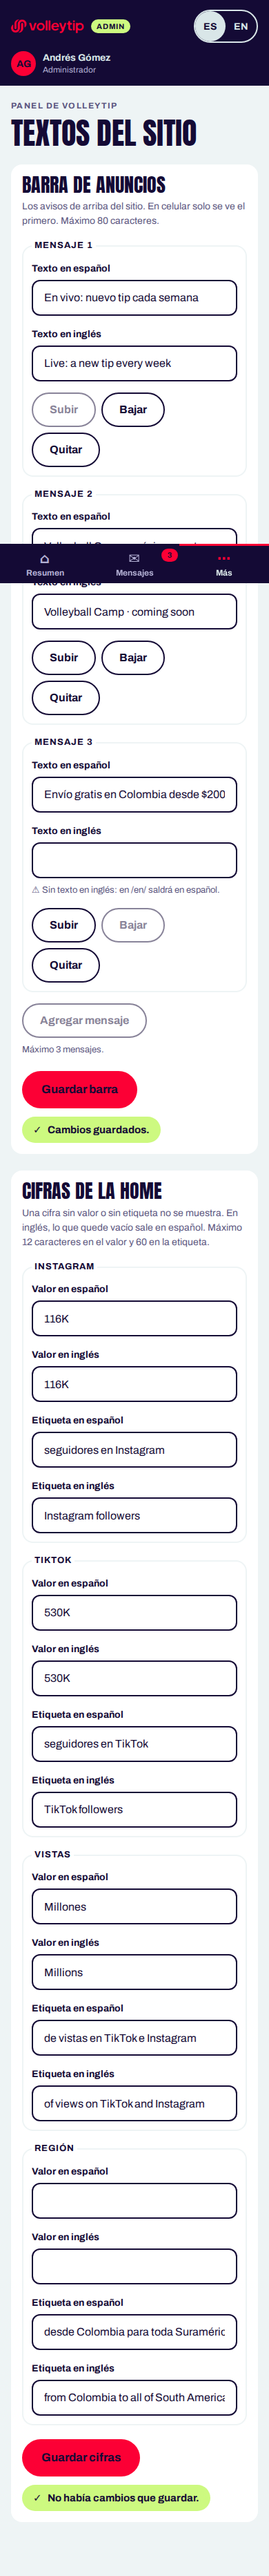 volleytip ADMIN ES EN
AG Andrés Gómez
Administrador
PANEL DE VOLLEYTIP
TEXTOS DEL SITIO
BARRA DE ANUNCIOS
Los avisos de arriba del sitio. En celular solo se ve el
primero. Máximo 80 caracteres.
MENSAJE 1
Texto en español
En vivo: nuevo tip cada semana
Texto en inglés
Live: a new tip every week
Subir Bajar
Quitar
MENSAJE 2
Texto en español
3
Resumen Mensajes Más
Texto en inglés
Volleyball Camp · coming soon
Subir Bajar
Quitar
MENSAJE 3
Texto en español
Envío gratis en Colombia desde $200
Texto en inglés
⚠ Sin texto en inglés: en /en/ saldrá en español.
Subir Bajar
Quitar
Agregar mensaje
Máximo 3 mensajes.
Guardar barra
✓ Cambios guardados.
CIFRAS DE LA HOME
Una cifra sin valor o sin etiqueta no se muestra. En
inglés, lo que quede vacío sale en español. Máximo
12 caracteres en el valor y 60 en la etiqueta.
INSTAGRAM
Valor en español
116K
Valor en inglés
116K
Etiqueta en español
seguidores en Instagram
Etiqueta en inglés
Instagram followers
TIKTOK
Valor en español
530K
Valor en inglés
530K
Etiqueta en español
seguidores en TikTok
Etiqueta en inglés
TikTok followers
VISTAS
Valor en español
Millones
Valor en inglés
Millions
Etiqueta en español
de vistas en TikTok e Instagram
Etiqueta en inglés
of views on TikTok and Instagram
REGIÓN
Valor en español
Valor en inglés
Etiqueta en español
desde Colombia para toda Suraméric
Etiqueta en inglés
from Colombia to all of South America
Guardar cifras
✓ No había cambios que guardar.